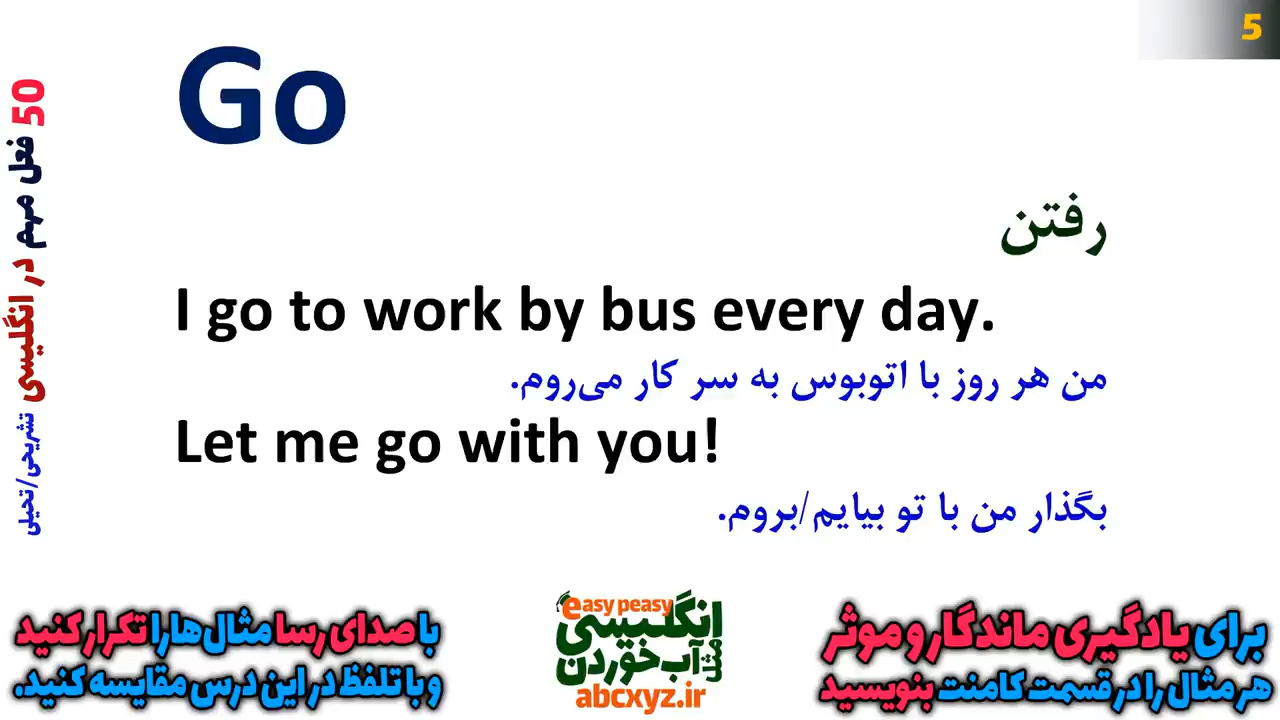 5
Go
رفتن
I go to work by bus every day.
من هر روز با اتوبوس به سر کار می‌روم.
Let me go with you!
بگذار من با تو بیایم/بروم.
50 فعل مهم در انگلیسی تشریحی/تحیلی
برای یادگیری ماندگار و موثر
هر مثال را در قسمت کامنت بنویسید
easy peasy
انگلیسی
مثل آب خوردن
abcxyz.ir
با صدای رسا مثال‌ها را تکرار کنید
و با تلفظ در این درس مقایسه کنید.